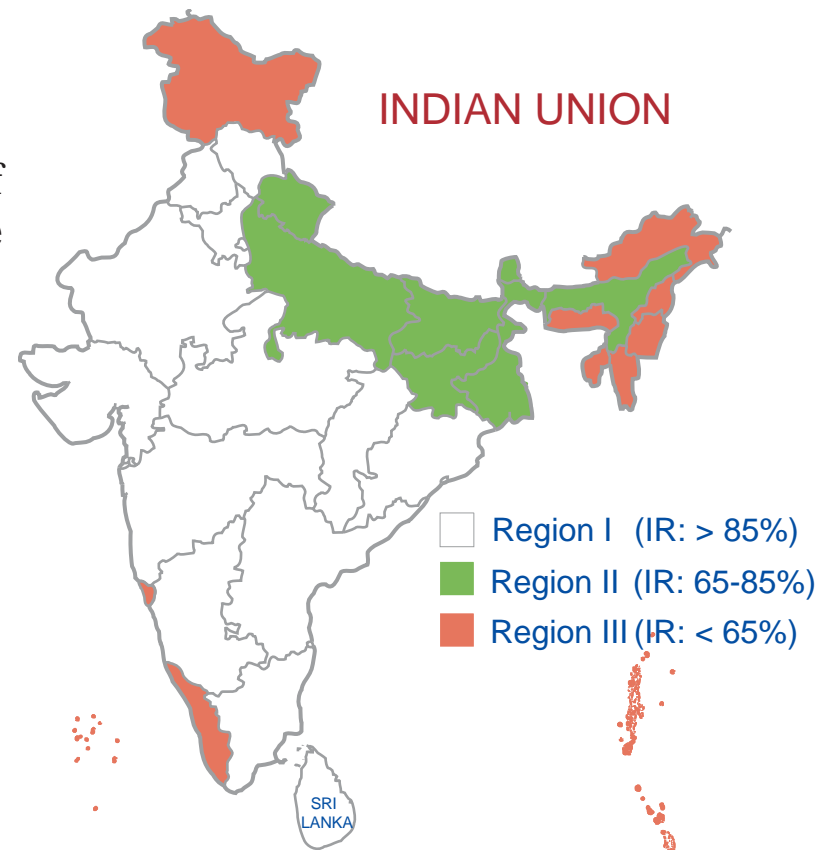 INDIAN UNION
f
e
Region I (IR: > 85%)
Region II (IR: 65-85%)
Region III (IR: < 65%)
SRI
LANKA